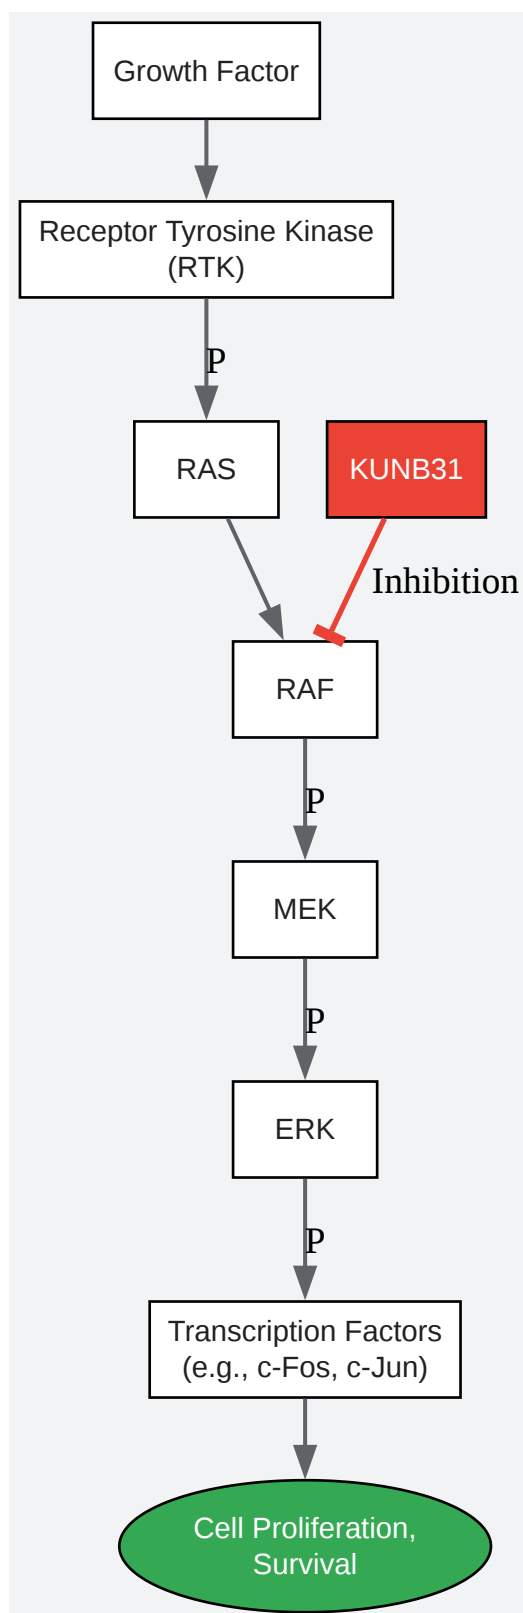 Growth Factor
Receptor Tyrosine Kinase
(RTK)
P
RAS
KUNB31
Inhibition
RAF
P
MEK
P
ERK
P
Transcription Factors
(e.g., c-Fos, c-Jun)
Cell Proliferation,
Survival